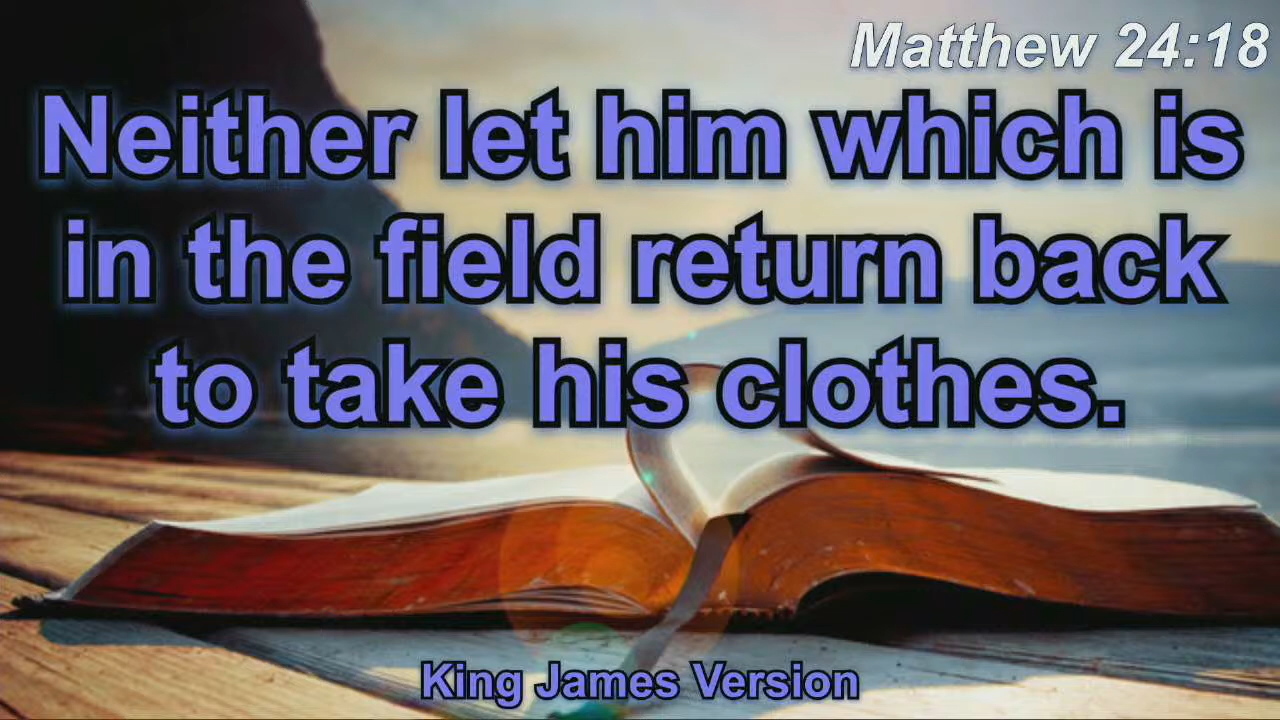 Matthew 24:18
Neither let him which is
in the field return back
to take his clothes.
King James Version